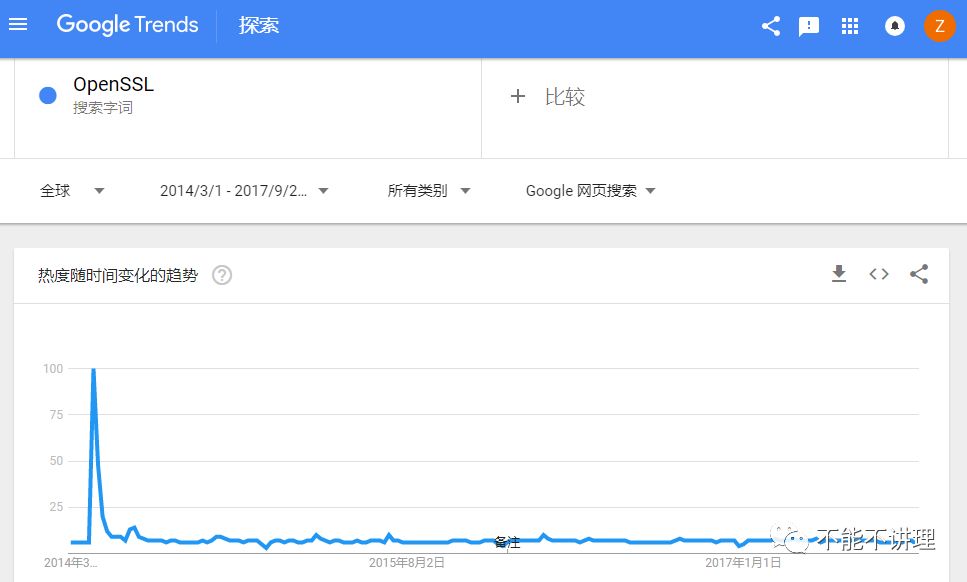 Google Trends 探索
Z
OpenSSL
搜索字词
+ 比较
全球 2014/3/1 - 2017/9/2... 所有类别 Google 网页搜索
热度随时间变化的趋势 ?
100
75
50
25
备注
不能不讲理
2014年3... 2015年8月2日 2017年1月1日